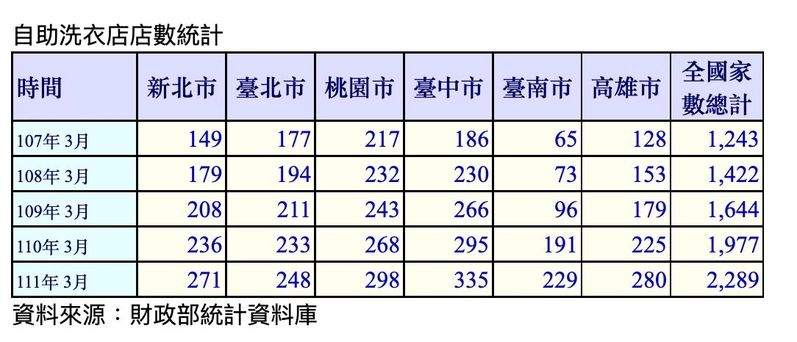 自助洗衣店店數統計
時間 新北市 臺北市 桃園市 臺中市 臺南市 高雄市 全國家
數總計
107年 3月 149 177 217 186 65 128 1,243
108年 3月 179 194 232 230 73 153 1,422
109年 3月 208 211 243 266 96 179 1,644
110年 3月 236 233 268 295 191 225 1,977
111年 3月 271 248 298 335 229 280 2,289
資料來源：財政部統計資料庫